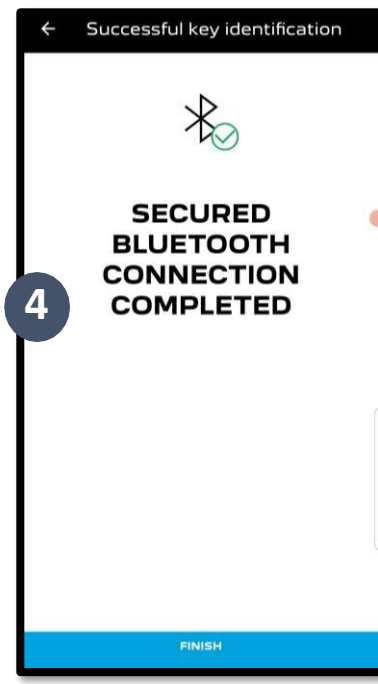 Successful key identification
SECURED
BLUETOOTH
CONNECTION
COMPLETED
4
FINISH